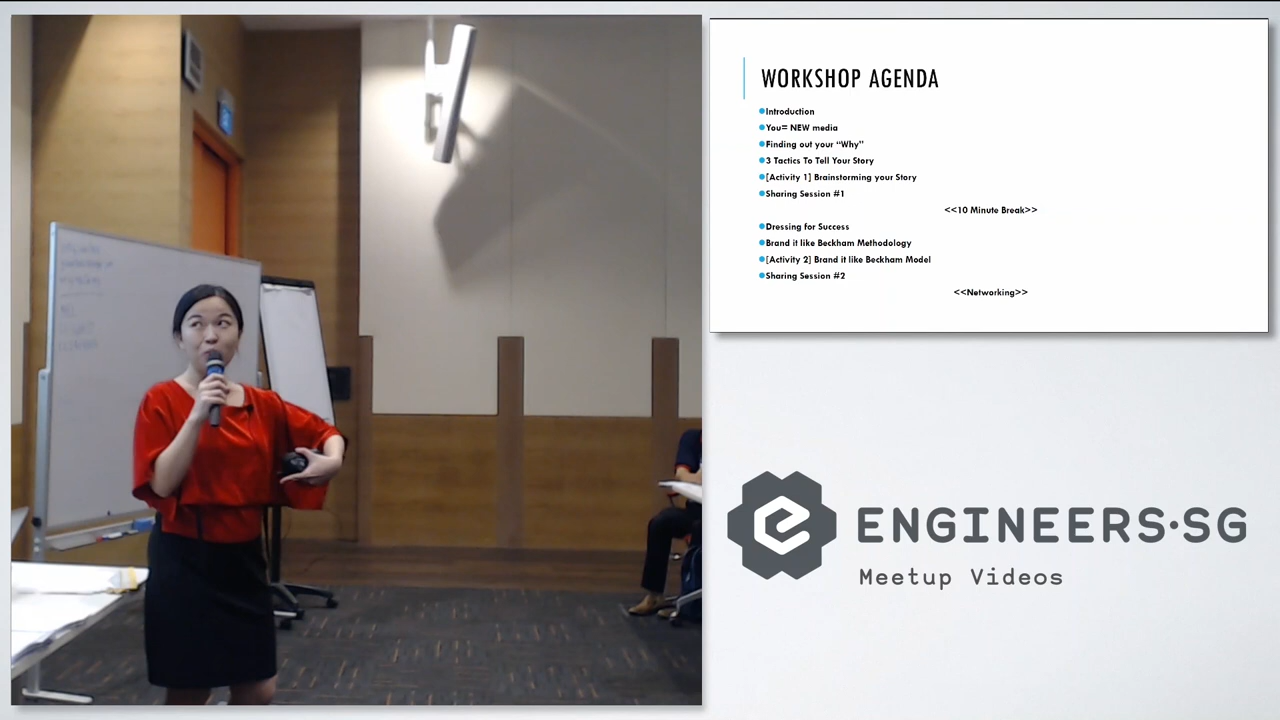 WORKSHOP AGENDA
Introduction
You= NEW media
Finding out your “Why”
3 Tactics To Tell Your Story
[Activity 1] Brainstorming your Story
Sharing Session #1
<<10 Minute Break>>
Dressing for Success
Brand it like Beckham Methodology
[Activity 2] Brand it like Beckham Model
Sharing Session #2
<<Networking>>
ENGINEERS·SG
Meetup Videos